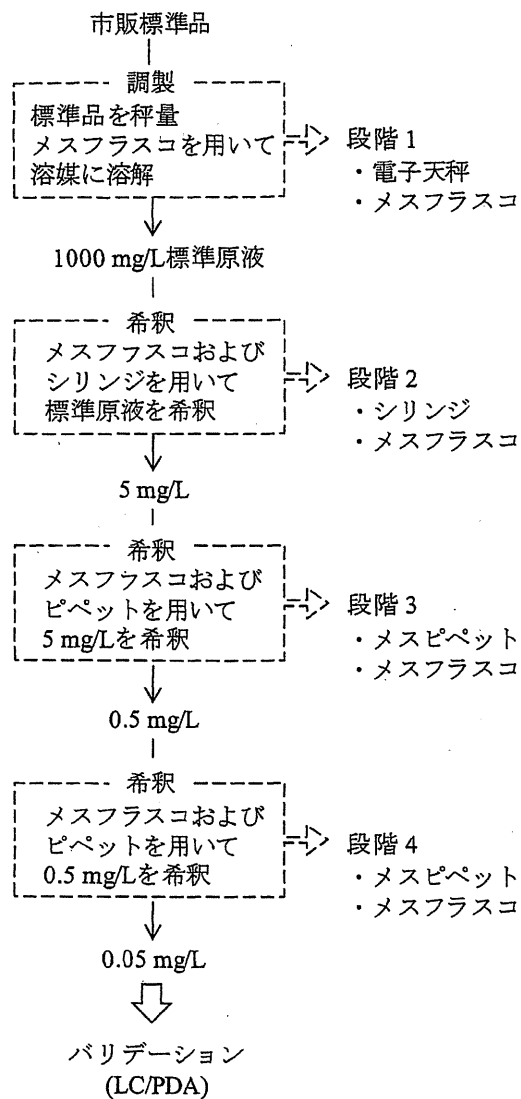 市販標準品
調製
標準品を秤量
メスフラスコを用いて
溶媒に溶解
段階1
・電子天秤
・メスフラスコ
1000 mg/L標準原液
希釈
メスフラスコおよび
シリンジを用いて
標準原液を希釈
段階2
・シリンジ
・メスフラスコ
5 mg/L
希釈
メスフラスコおよび
ピペットを用いて
5 mg/Lを希釈
段階3
・メスピペット
・メスフラスコ
0.5 mg/L
希釈
メスフラスコおよび
ピペットを用いて
0.5 mg/Lを希釈
段階4
・メスピペット
・メスフラスコ
0.05 mg/L
バリデーション
(LC/PDA)